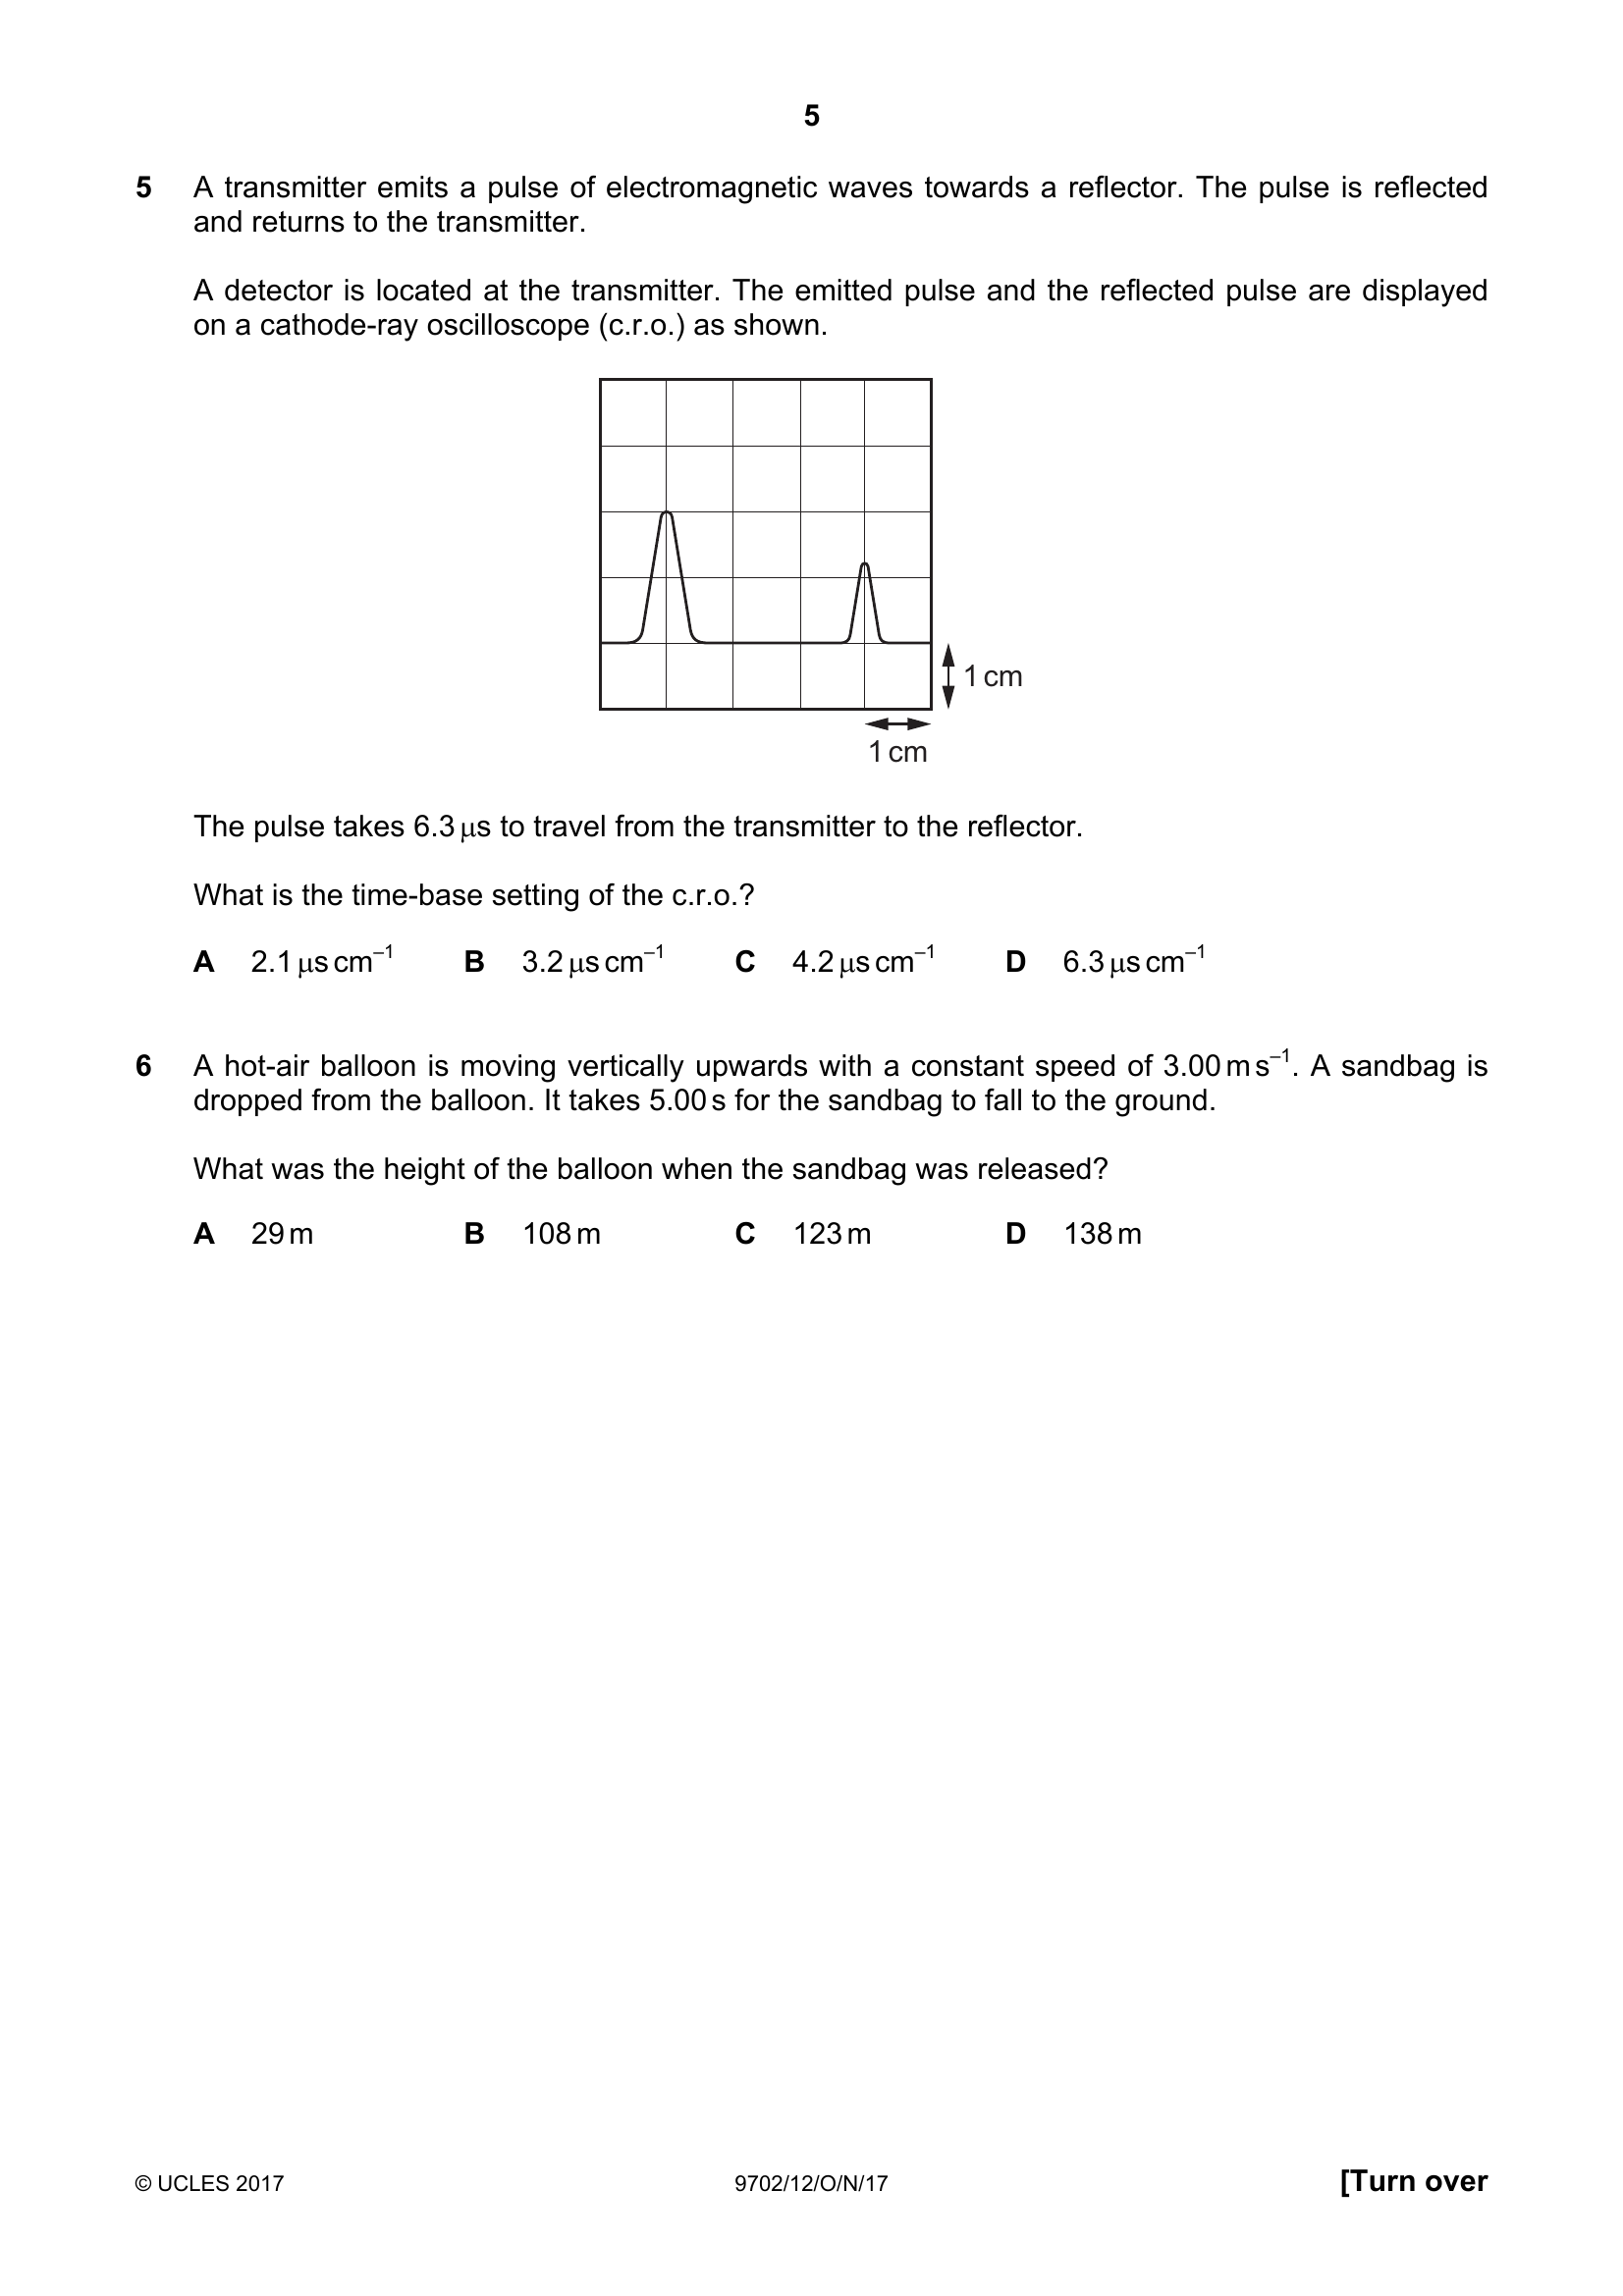 5
5 A transmitter emits a pulse of electromagnetic waves towards a reflector. The pulse is reflected
and returns to the transmitter.
A detector is located at the transmitter. The emitted pulse and the reflected pulse are displayed
on a cathode-ray oscilloscope (c.r.o.) as shown.
1 cm
1 cm
The pulse takes 6.3 μs to travel from the transmitter to the reflector.
What is the time-base setting of the c.r.o.?
A 2.1 μs cm⁻¹ B 3.2 μs cm⁻¹ C 4.2 μs cm⁻¹ D 6.3 μs cm⁻¹
6 A hot-air balloon is moving vertically upwards with a constant speed of 3.00 m s⁻¹. A sandbag is
dropped from the balloon. It takes 5.00 s for the sandbag to fall to the ground.
What was the height of the balloon when the sandbag was released?
A 29 m B 108 m C 123 m D 138 m
© UCLES 2017 9702/12/O/N/17 [Turn over